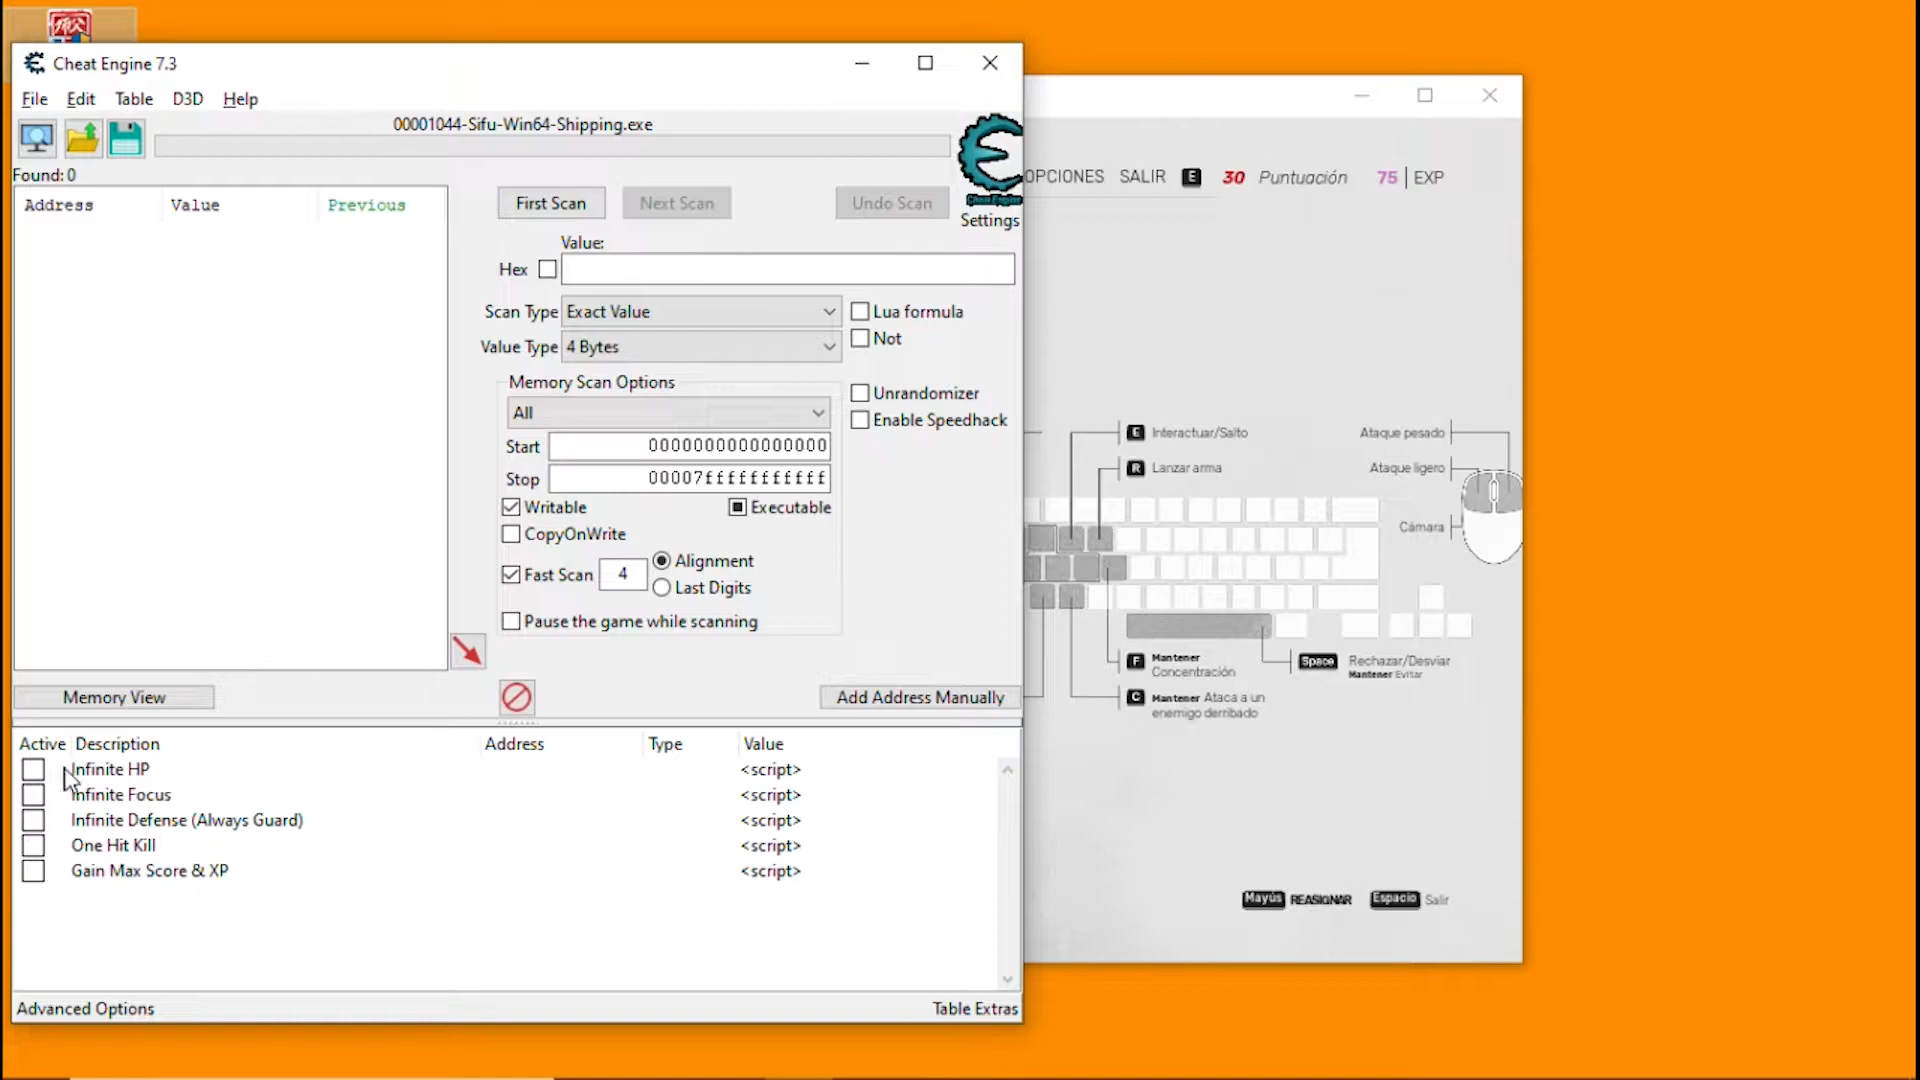 Cheat Engine 7.3
File Edit Table D3D Help
00001044-Sifu-Win64-Shipping.exe
Found: 0
Address Value Previous
First Scan Next Scan Undo Scan
Cheat Engine
Settings
Value:
Hex
Scan Type Exact Value
Lua formula
Value Type 4 Bytes
Not
Memory Scan Options
All
Unrandomizer
Enable Speedhack
Start 0000000000000000
Stop 00007fffffffffff
Writable Executable
CopyOnWrite
Fast Scan 4 Alignment
Last Digits
Pause the game while scanning
Memory View
Add Address Manually
Active Description Address Type Value
Infinite HP <script>
Infinite Focus <script>
Infinite Defense (Always Guard) <script>
One Hit Kill <script>
Gain Max Score & XP <script>
Advanced Options Table Extras
OPCIONES SALIR E 30 Puntuación 75 | EXP
E Interactuar/Salto
R Lanzar arma
Ataque pesado
Ataque ligero
Cámara
F Mantener
Concentración
C Mantener Ataca a un
enemigo derribado
Space Rechazar/Desviar
Mantener Evitar
Mayús REASIGNAR Espacio Salir